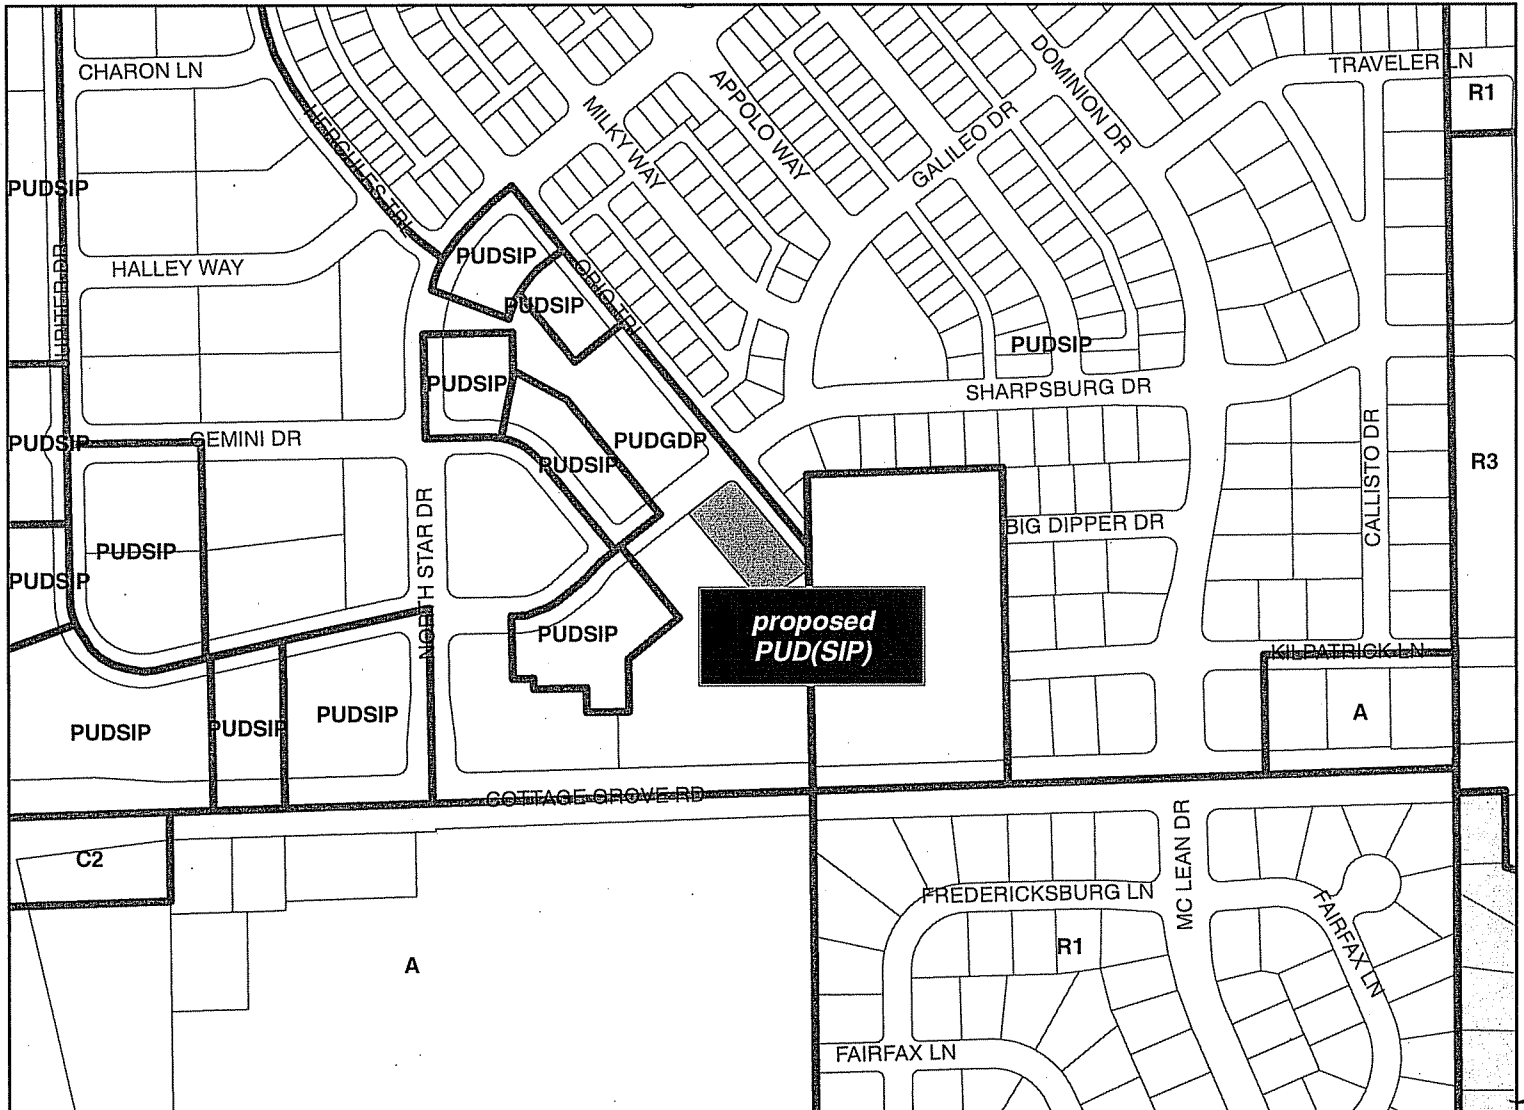 CHARON LN
TRAVELER LN
R1
DOMINION DR
APPOLO WAY
MILKY WAY
GALILEO DR
HERCULES TRL
PUDSIP
HALLEY WAY
JUPITER DR
PUDSIP
PUDSIP
ORIO TRL
PUDSIP
SHARPSBURG DR
PUDSIP
PUDSIP
GEMINI DR
PUDGDP
PUDSIP
CALLISTO DR
R3
NORTH STAR DR
BIG DIPPER DR
PUDSIP
PUDSIP
PUDSIP
proposed
PUD(SIP)
KILPATRICK LN
A
PUDSIP
PUDSIP
PUDSIP
COTTAGE GROVE RD
C2
MC LEAN DR
FREDERICKSBURG LN
FAIRFAX LN
R1
A
FAIRFAX LN